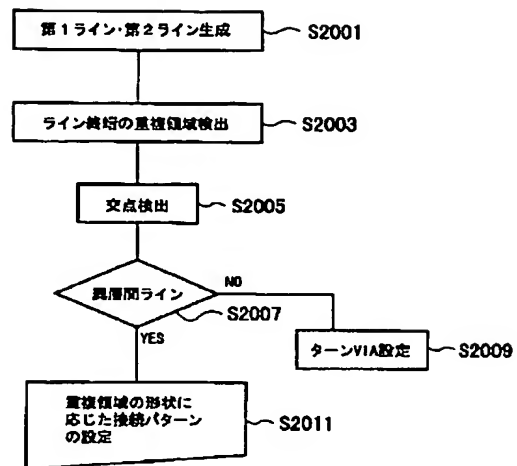 第1ライン・第2ライン生成
S2001
ライン終端の重複領域検出
S2003
交点検出
S2005
異層間ライン
NO
S2007
YES
ターンVIA設定
S2009
重複領域の形状に
応じた接続パターン
の設定
S2011